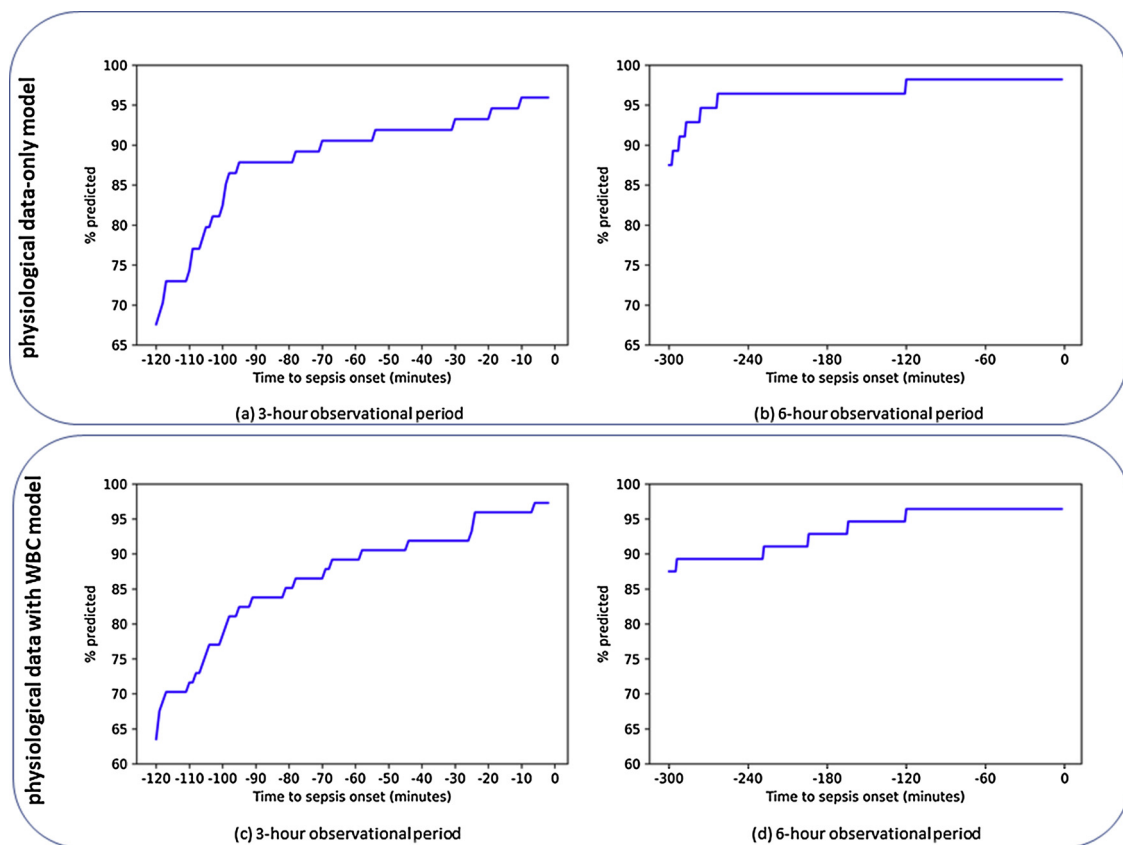 physiological data-only model
100
95
90
85
80
75
70
65
% predicted
-120 -110 -100 -90 -80 -70 -60 -50 -40 -30 -20 -10 0
Time to sepsis onset (minutes)
(a) 3-hour observational period
100
95
90
85
80
75
70
65
% predicted
-300 -240 -180 -120 -60 0
Time to sepsis onset (minutes)
(b) 6-hour observational period
physiological data with WBC model
100
95
90
85
80
75
70
65
60
% predicted
-120 -110 -100 -90 -80 -70 -60 -50 -40 -30 -20 -10 0
Time to sepsis onset (minutes)
(c) 3-hour observational period
100
95
90
85
80
75
70
65
60
% predicted
-300 -240 -180 -120 -60 0
Time to sepsis onset (minutes)
(d) 6-hour observational period